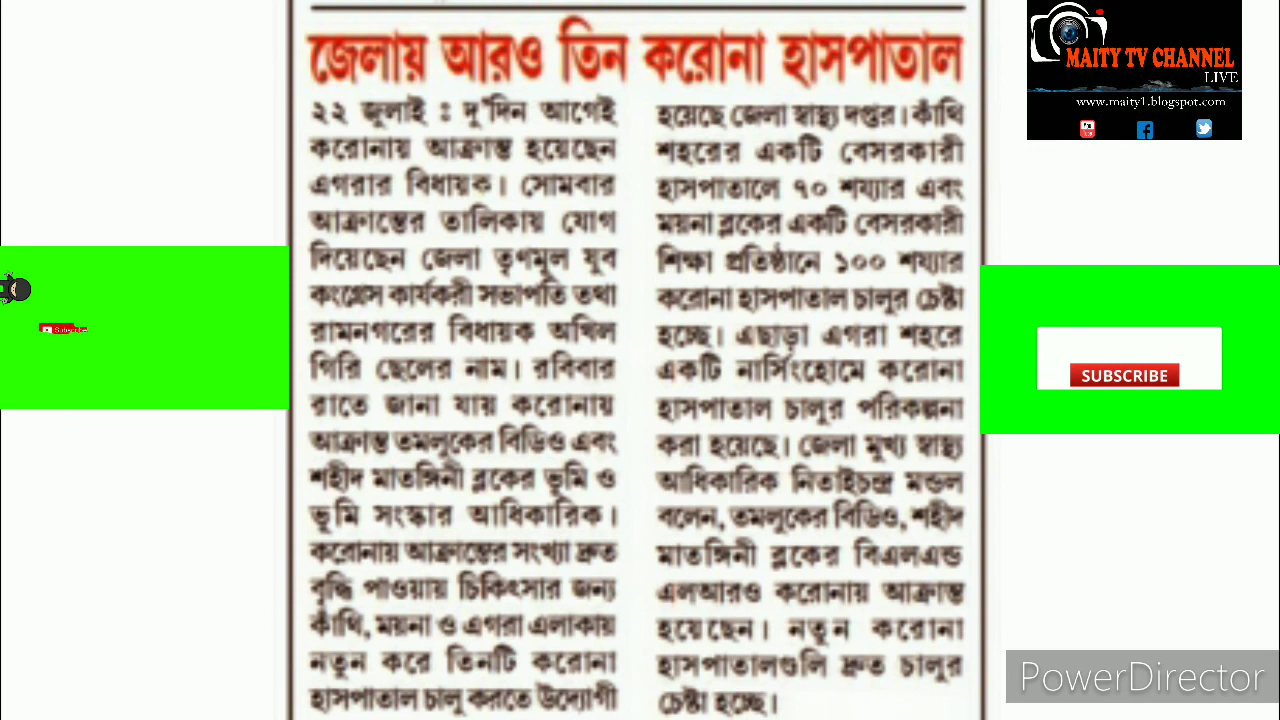 জেলায় আরও তিন করোনা হাসপাতাল
২২ জুলাই : দু'দিন আগেই
করোনায় আক্রান্ত হয়েছেন
এগরার বিধায়ক। সোমবার
আক্রান্তের তালিকায় যোগ
দিয়েছেন জেলা তৃণমূল যুব
কংগ্রেস কার্যকরী সভাপতি তথা
রামনগরের বিধায়ক অখিল
গিরি ছেলের নাম। রবিবার
রাতে জানা যায় করোনায়
আক্রান্ত তমলুকের বিডিও এবং
শহীদ মাতঙ্গিনী ব্লকের ভূমি ও
ভূমি সংস্কার আধিকারিক।
করোনায় আক্রান্তের সংখ্যা দ্রুত
বৃদ্ধি পাওয়ায় চিকিৎসার জন্য
কাঁথি, ময়না ও এগরা এলাকায়
নতুন করে তিনটি করোনা
হাসপাতাল চালু করতে উদ্যোগী
হয়েছে জেলা স্বাস্থ্য দপ্তর। কাঁথি
শহরের একটি বেসরকারী
হাসপাতালে ৭০ শয্যার এবং
ময়না ব্লকের একটি বেসরকারী
শিক্ষা প্রতিষ্ঠানে ১০০ শয্যার
করোনা হাসপাতাল চালুর চেষ্টা
হচ্ছে। এছাড়া এগরা শহরে
একটি নার্সিংহোমে করোনা
হাসপাতাল চালুর পরিকল্পনা
করা হয়েছে। জেলা মুখ্য স্বাস্থ্য
আধিকারিক নিতাইচন্দ্র মন্ডল
বলেন, তমলুকের বিডিও, শহীদ
মাতঙ্গিনী ব্লকের বিএলএন্ড
এলআরও করোনায় আক্রান্ত
হয়েছেন। নতুন করোনা
হাসপাতালগুলি দ্রুত চালুর
চেষ্টা হচ্ছে।
MAITY TV CHANNEL
LIVE
www.maity1.blogspot.com
Subscribe
SUBSCRIBE
PowerDirector